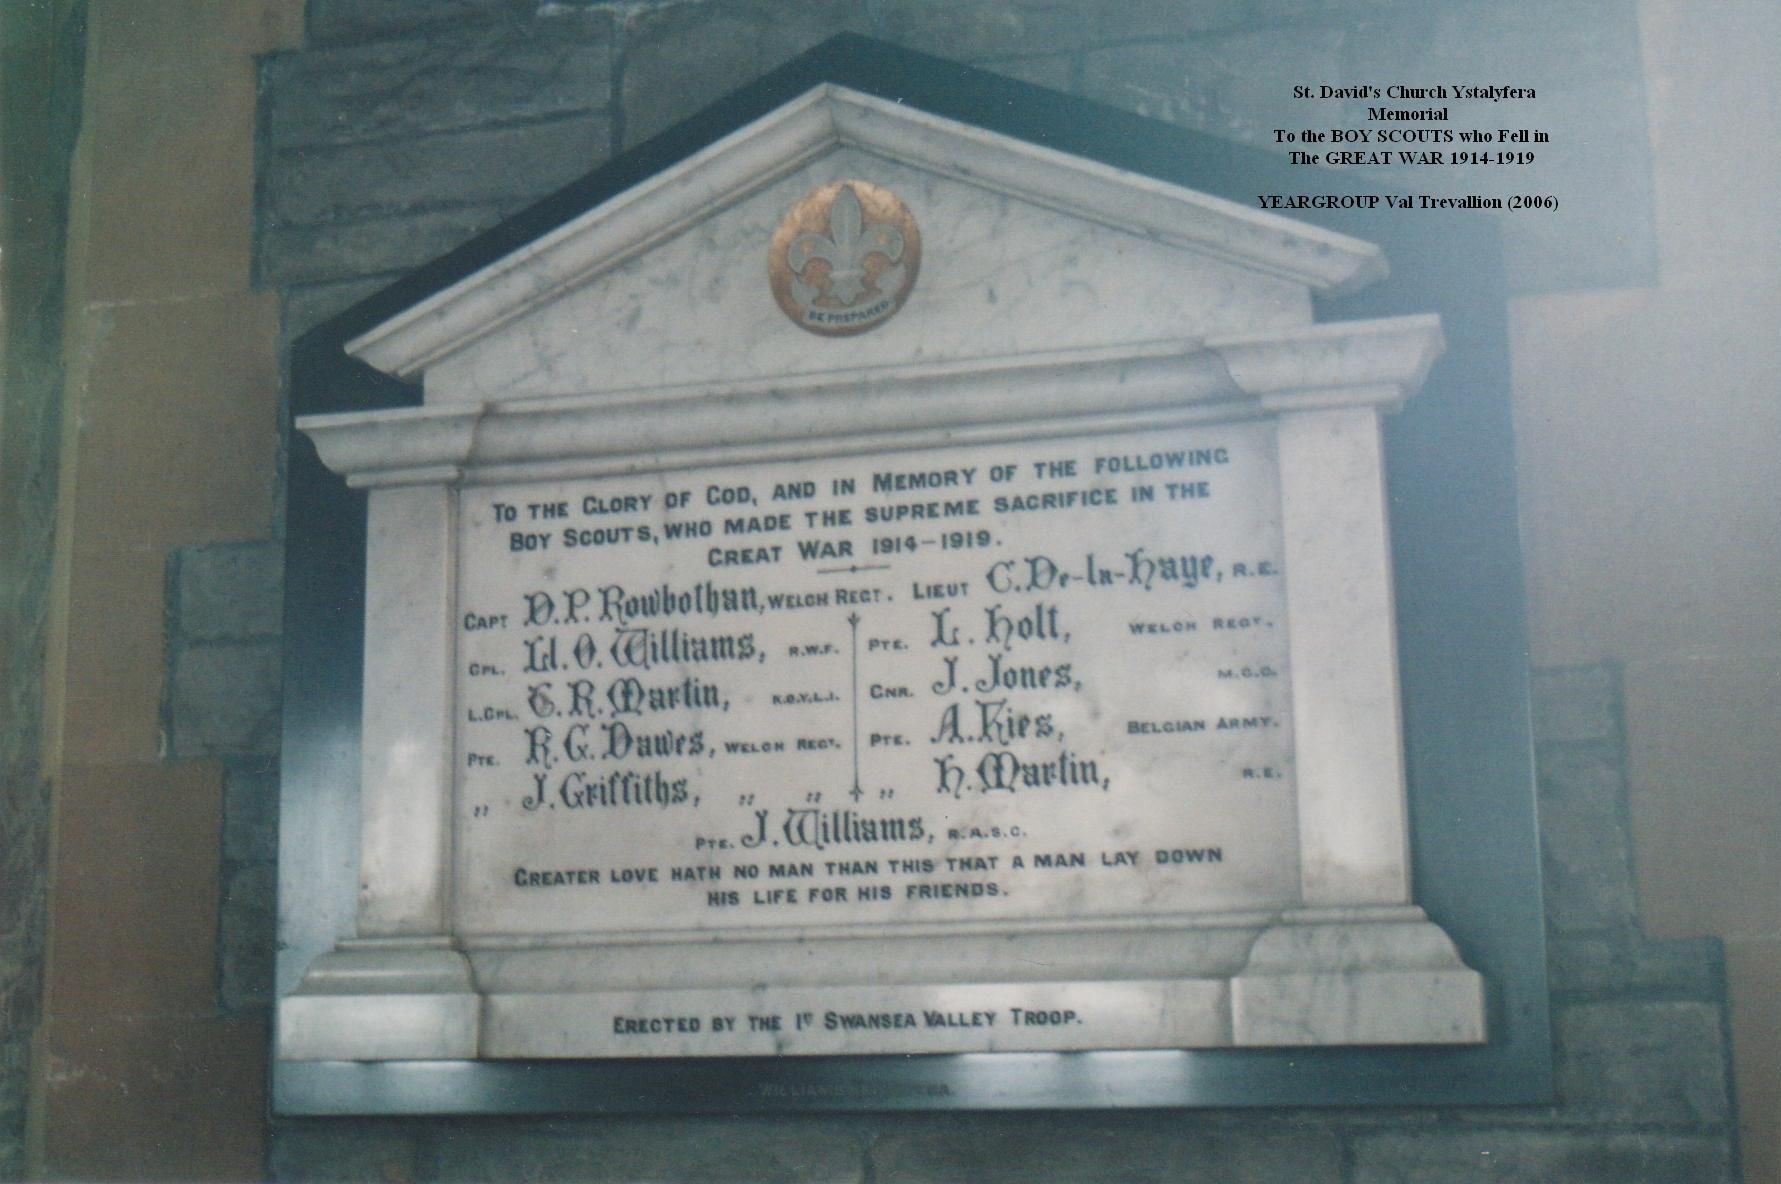 St. David's Church Ystalyfera
Memorial
To the BOY SCOUTS who Fell in
The GREAT WAR 1914-1919
YEARGROUP Val Trevallion (2006)
BE PREPARED
TO THE GLORY OF GOD, AND IN MEMORY OF THE FOLLOWING
BOY SCOUTS, WHO MADE THE SUPREME SACRIFICE IN THE
GREAT WAR 1914-1919.
CAPT D.P. Rowbothan, WELCH REGT. LIEUT C. De-la-Haye, R.E.
CPL. Ll. O. Williams, R.W.F. PTE. L. Holt, WELCH REGT.
L.CPL. G. R. Martin, K.O.Y.L.I. GNR. J. Jones, M.G.C.
PTE. R. G. Dawes, WELCH REGT. PTE. A. Kies, BELGIAN ARMY.
,, J. Griffiths, ,, ,, ,, H. Martin, R.E.
PTE. J. Williams, R.A.S.C.
GREATER LOVE HATH NO MAN THAN THIS THAT A MAN LAY DOWN
HIS LIFE FOR HIS FRIENDS.
ERECTED BY THE 1ST SWANSEA VALLEY TROOP.